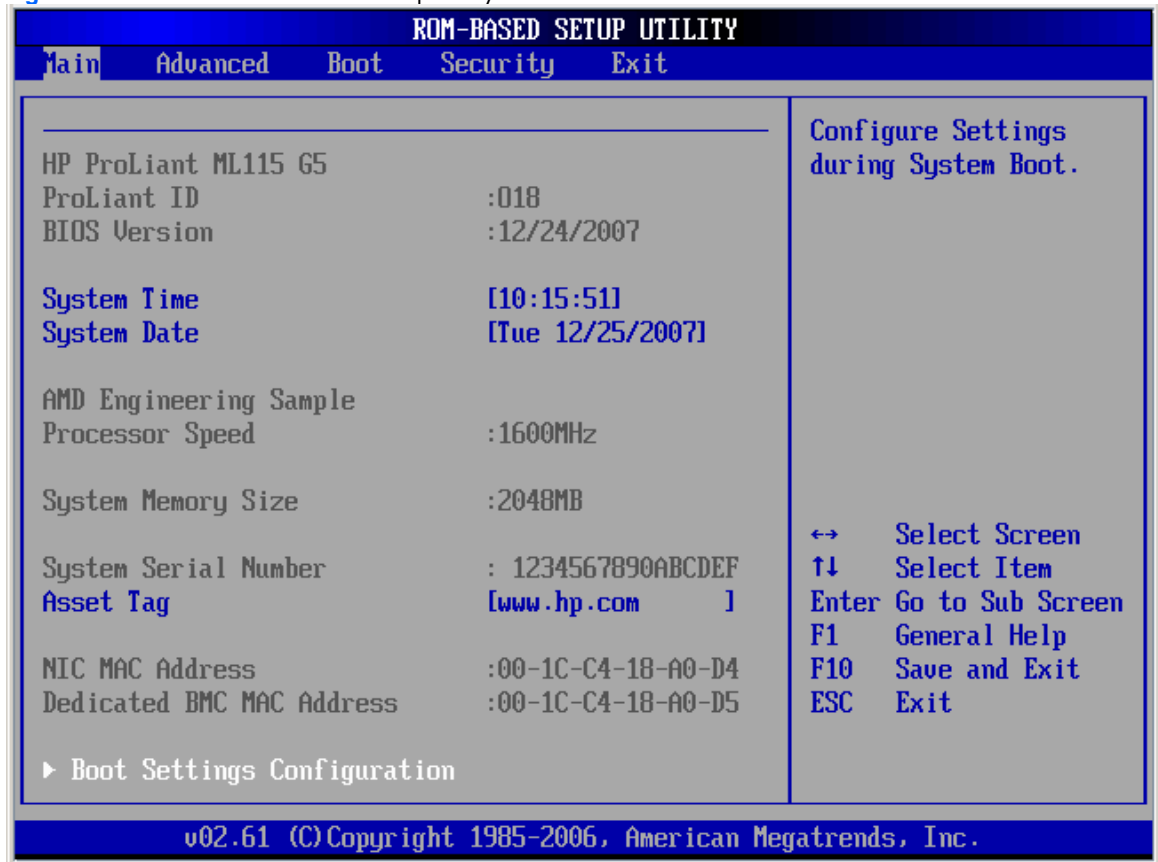 ROM-BASED SETUP UTILITY
Main Advanced Boot Security Exit
HP ProLiant ML115 G5
ProLiant ID :O18
BIOS Version :12/24/2007
System Time [10:15:51]
System Date [Tue 12/25/2007]
AMD Engineering Sample
Processor Speed :1600MHz
System Memory Size :2048MB
System Serial Number : 1234567890ABCDEF
Asset Tag [www.hp.com ]
NIC MAC Address :00-1C-C4-18-A0-D4
Dedicated BMC MAC Address :00-1C-C4-18-A0-D5
▶ Boot Settings Configuration
Configure Settings
during System Boot.
↔ Select Screen
↑↓ Select Item
Enter Go to Sub Screen
F1 General Help
F10 Save and Exit
ESC Exit
v02.61 (C)Copyright 1985-2006, American Megatrends, Inc.